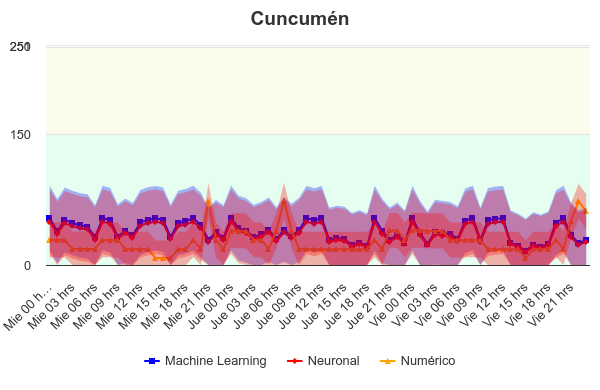 Cuncumén
250
150
0
Mie 00 h...
Mie 03 hrs
Mie 06 hrs
Mie 09 hrs
Mie 12 hrs
Mie 15 hrs
Mie 18 hrs
Mie 21 hrs
Jue 00 hrs
Jue 03 hrs
Jue 06 hrs
Jue 09 hrs
Jue 12 hrs
Jue 15 hrs
Jue 18 hrs
Jue 21 hrs
Vie 00 hrs
Vie 03 hrs
Vie 06 hrs
Vie 09 hrs
Vie 12 hrs
Vie 15 hrs
Vie 18 hrs
Vie 21 hrs
Machine Learning Neuronal Numérico